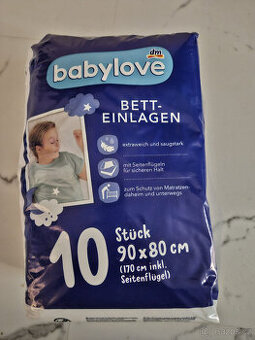 dm
babylove
BETT-
EINLAGEN
extraweich und saugstark
mit Seitenflügeln
für sicheren Halt
zum Schutz von Matratzen
daheim und unterwegs
10
Stück
90 x 80 cm
(170 cm inkl.
Seitenflügel)